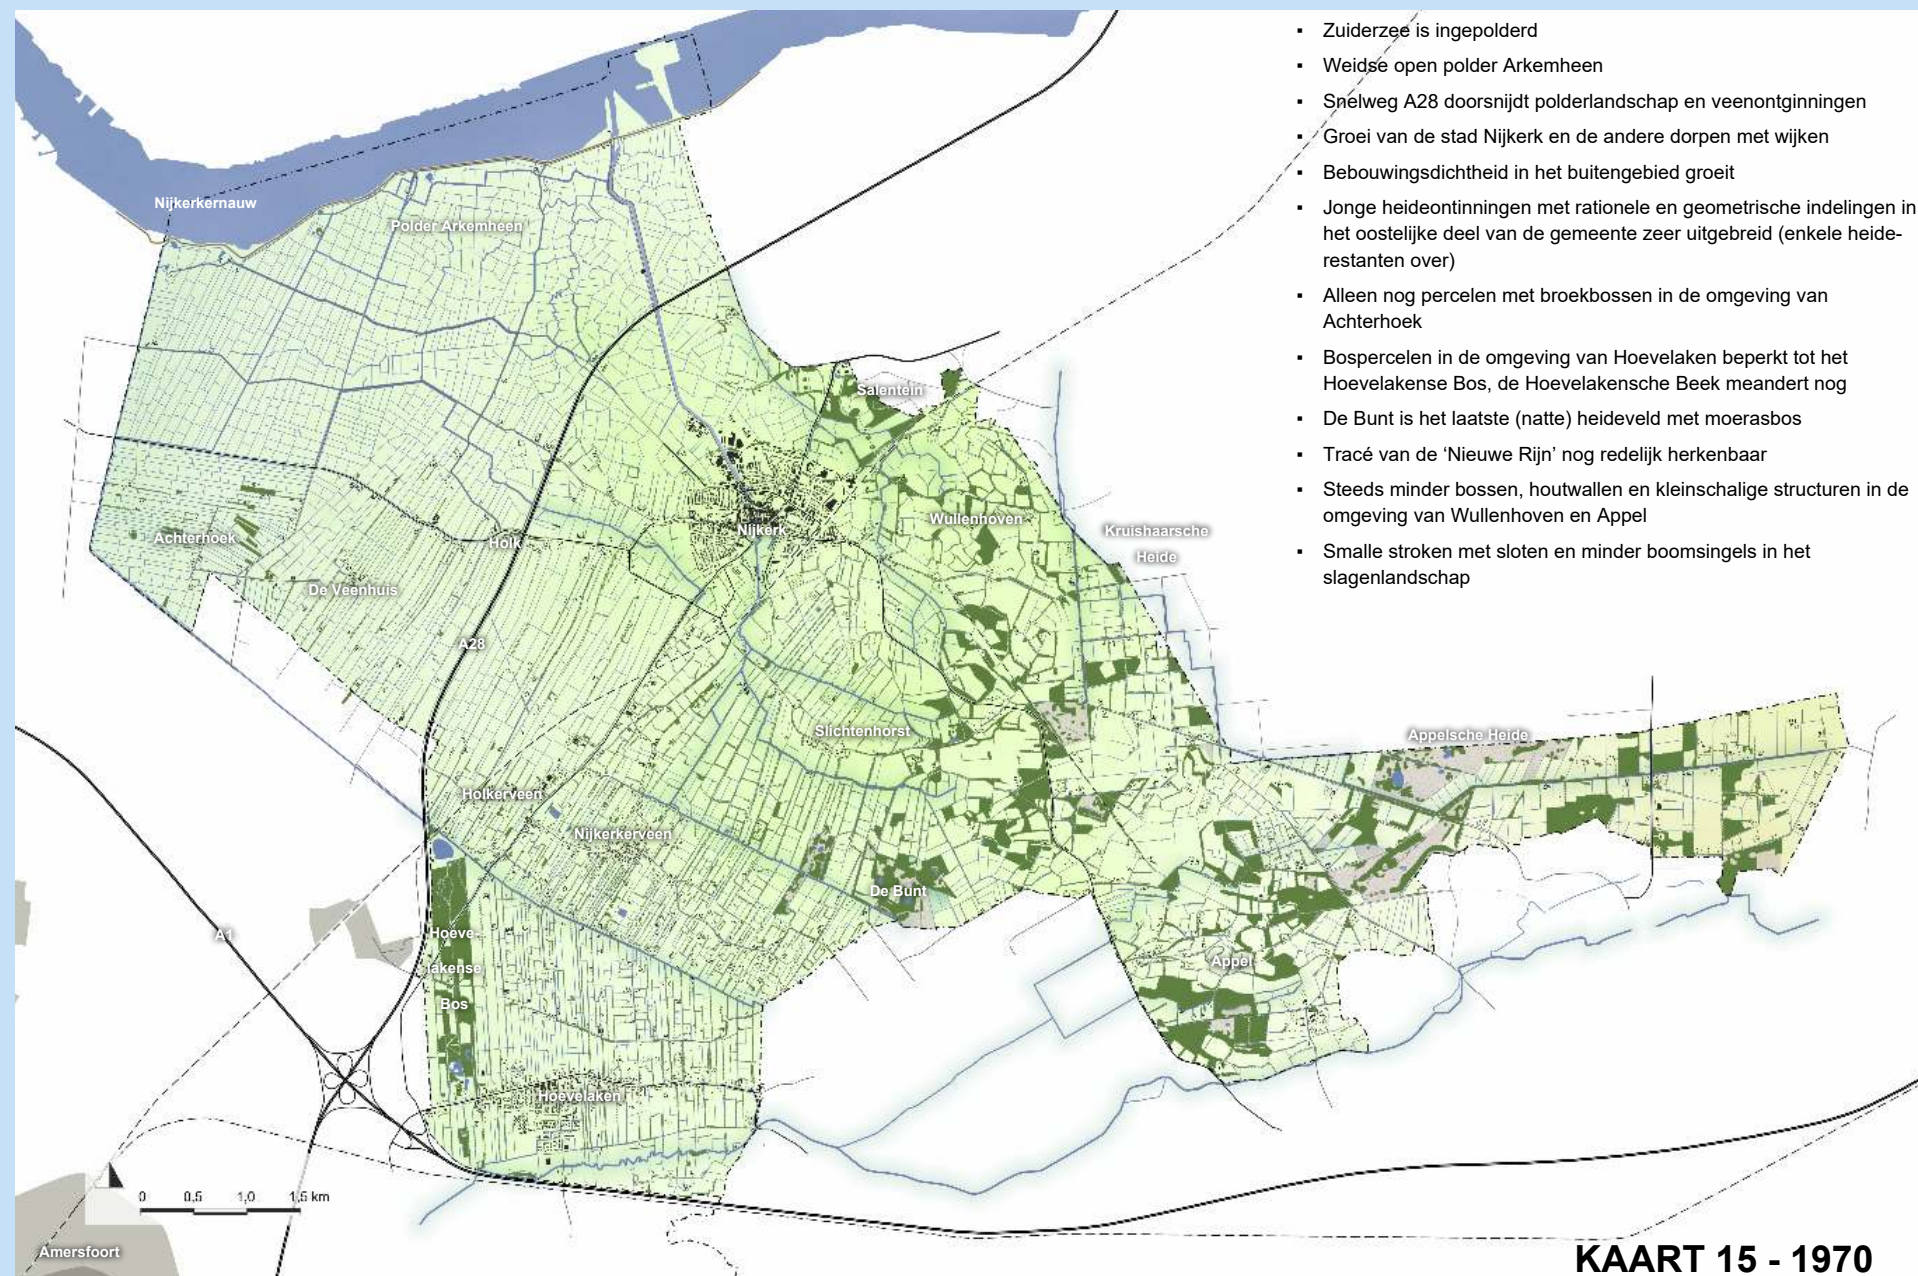 ▪ Zuiderzee is ingepolderd
▪ Weidse open polder Arkemheen
▪ Snelweg A28 doorsnijdt polderlandschap en veenontginningen
▪ Groei van de stad Nijkerk en de andere dorpen met wijken
▪ Bebouwingsdichtheid in het buitengebied groeit
▪ Jonge heideontinningen met rationele en geometrische indelingen in
het oostelijke deel van de gemeente zeer uitgebreid (enkele heide-
restanten over)
▪ Alleen nog percelen met broekbossen in de omgeving van
Achterhoek
▪ Bospercelen in de omgeving van Hoevelaken beperkt tot het
Hoevelakense Bos, de Hoevelakensche Beek meandert nog
▪ De Bunt is het laatste (natte) heideveld met moerasbos
▪ Tracé van de ‘Nieuwe Rijn’ nog redelijk herkenbaar
▪ Steeds minder bossen, houtwallen en kleinschalige structuren in de
omgeving van Wullenhoven en Appel
▪ Smalle stroken met sloten en minder boomsingels in het
slagenlandschap
Nijkerkernauw
Polder Arkemheen
Salentein
Achterhoek
Holk
Nijkerk
Wullenhoven
Kruishaarsche
Heide
De Veenhuis
A28
Slichtenhorst
Appelsche Heide
Holkerveen
Nijkerkerveen
De Bunt
A1
Hoeve-
lakense
Bos
Appel
Hoevelaken
0 0,5 1,0 1,5 km
Amersfoort
KAART 15 - 1970